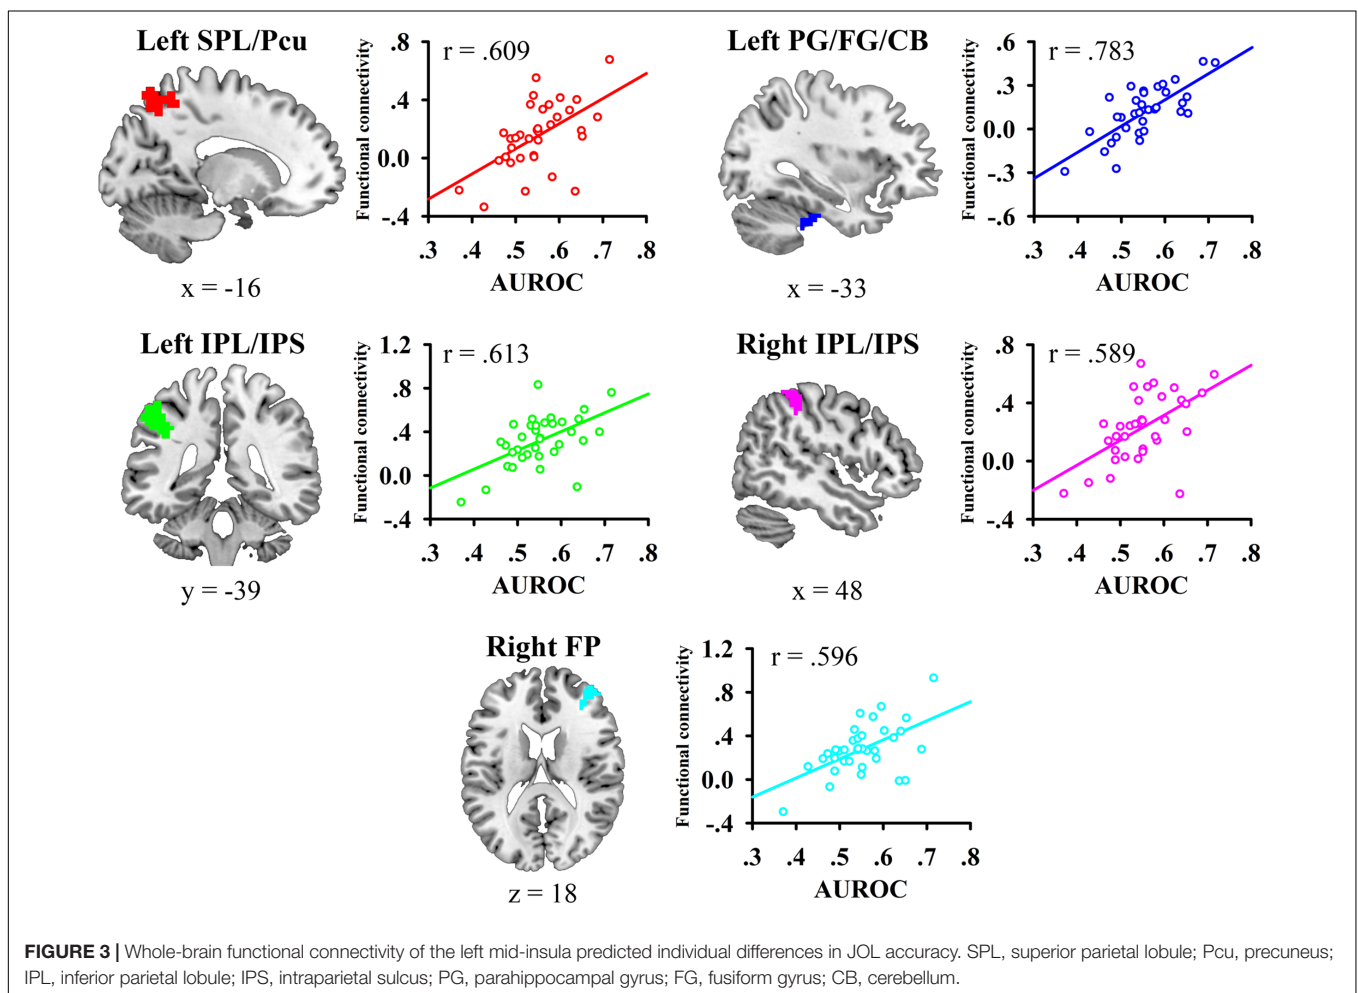 Left SPL/Pcu
Functional connectivity
.8
.4
0.0
-.4
r = .609
.3 .4 .5 .6 .7 .8
AUROC
x = -16
Left PG/FG/CB
Functional connectivity
.6
.3
0.0
-.3
-.6
r = .783
.3 .4 .5 .6 .7 .8
AUROC
x = -33
Left IPL/IPS
Functional connectivity
1.2
.8
.4
0.0
-.4
r = .613
.3 .4 .5 .6 .7 .8
AUROC
y = -39
Right IPL/IPS
Functional connectivity
.8
.4
0.0
-.4
r = .589
.3 .4 .5 .6 .7 .8
AUROC
x = 48
Right FP
Functional connectivity
1.2
.8
.4
0.0
-.4
r = .596
.3 .4 .5 .6 .7 .8
AUROC
z = 18
FIGURE 3 | Whole-brain functional connectivity of the left mid-insula predicted individual differences in JOL accuracy. SPL, superior parietal lobule; Pcu, precuneus;
IPL, inferior parietal lobule; IPS, intraparietal sulcus; PG, parahippocampal gyrus; FG, fusiform gyrus; CB, cerebellum.